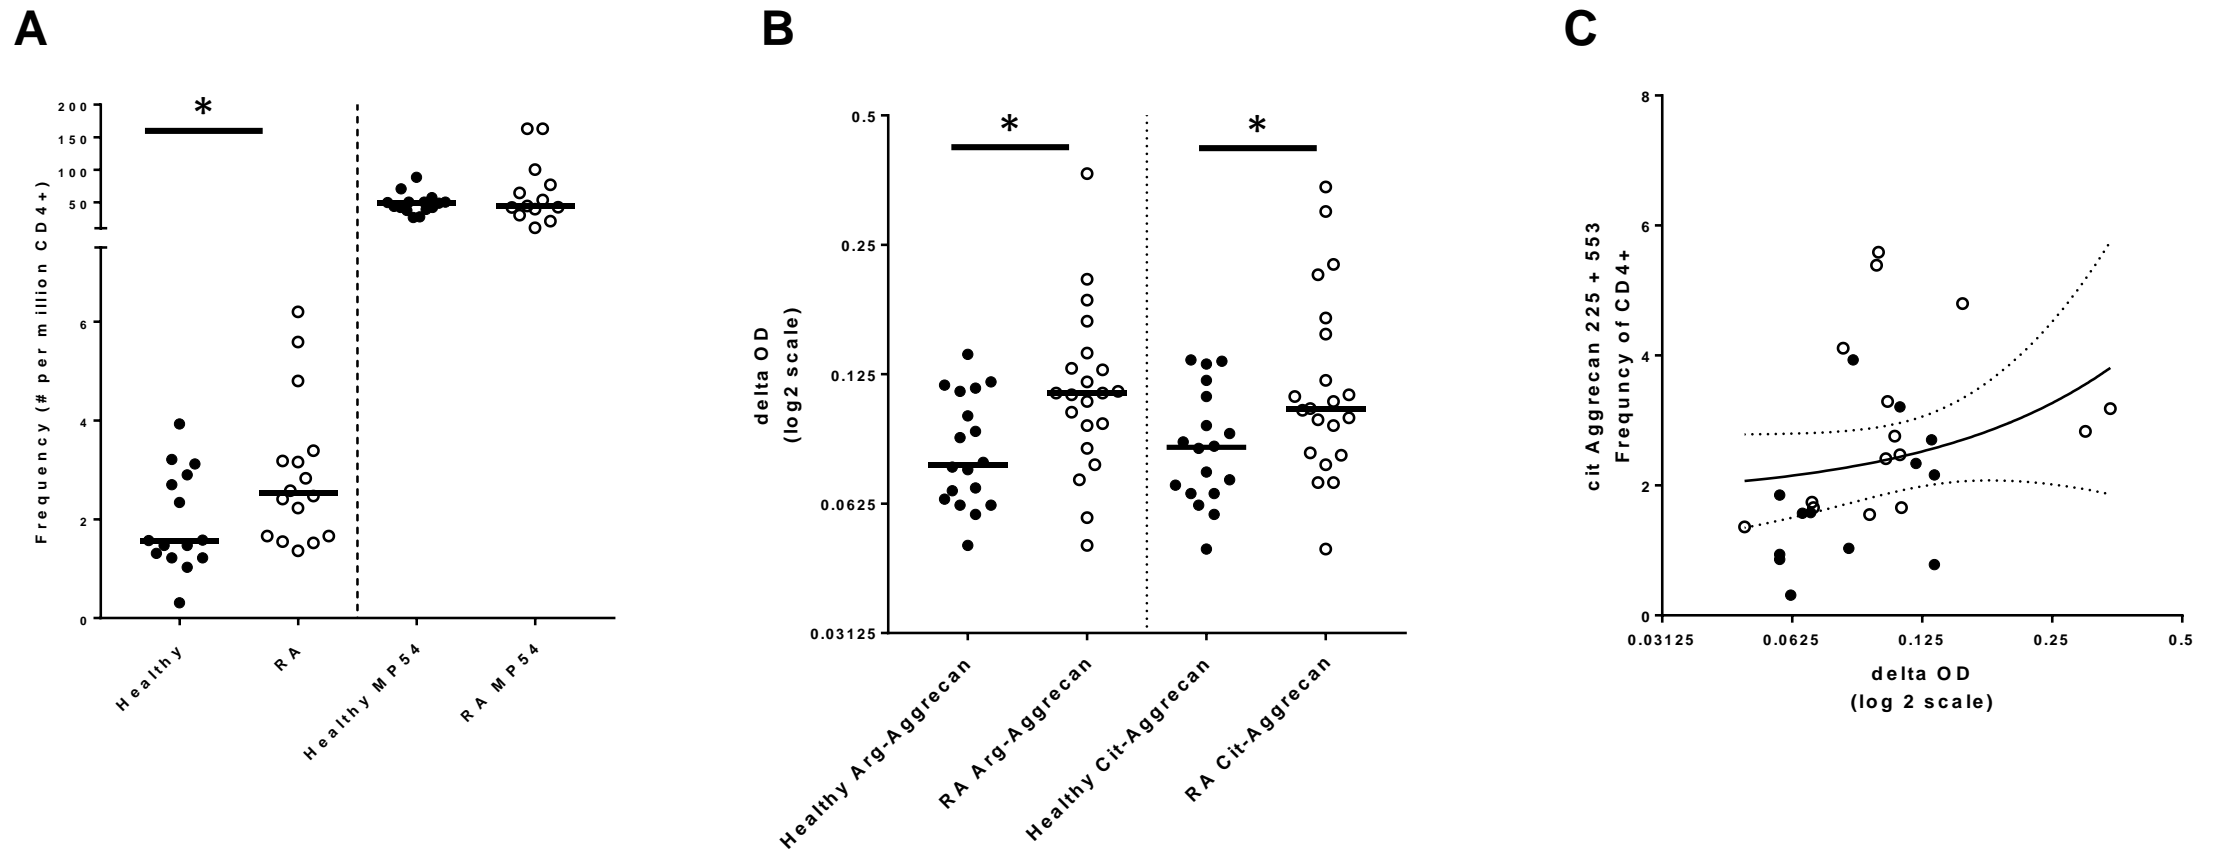 A
B
C
Frequency (# per million CD4+)
200
150
100
50
6
4
2
0
*
Healthy
RA
Healthy MP54
RA MP54
delta OD
(log2 scale)
0.5
0.25
0.125
0.0625
0.03125
*
*
Healthy Arg-Aggrecan
RA Arg-Aggrecan
Healthy Cit-Aggrecan
RA Cit-Aggrecan
cit Aggrecan 225 + 553
Frequncy of CD4+
8
6
4
2
0
0.03125
0.0625
0.125
0.25
0.5
delta OD
(log 2 scale)